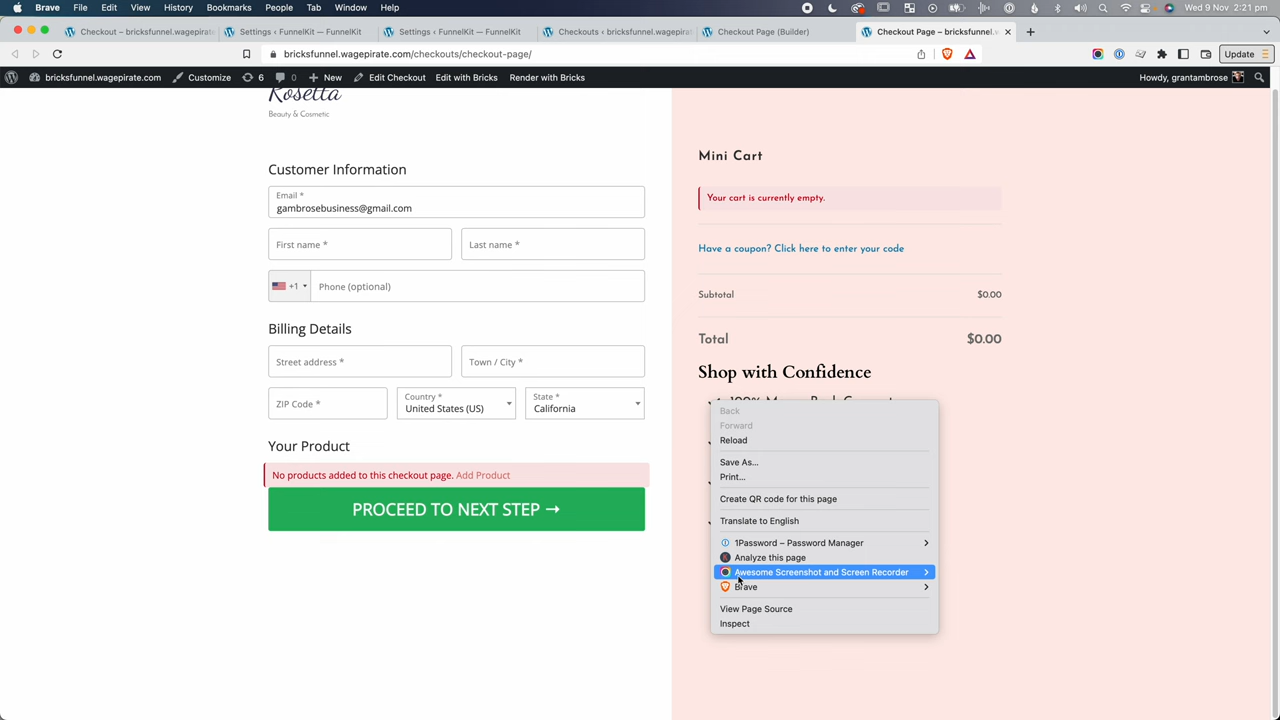 Brave File Edit View History Bookmarks People Tab Window Help
Wed Nov 2 2:21 pm
Checkout – bricksfunnel.wagepirate.
Settings ‹ FunnelKit — FunnelKit
Settings ‹ FunnelKit — FunnelKit
Checkouts ‹ bricksfunnel.wagepirate
Checkout Page (Builder)
Checkout Page – bricksfunnel.w
bricksfunnel.wagepirate.com/checkouts/checkout-page/
Update
bricksfunnel.wagepirate.com Customize 6 0 New Edit Checkout Edit with Bricks Render with Bricks
Howdy, grantambrose
Rosetta
Beauty & Cosmetic
Customer Information
Email *
gambrosebusiness@gmail.com
First name *
Last name *
+1
Phone (optional)
Billing Details
Street address *
Town / City *
ZIP Code *
Country *
United States (US)
State *
California
Your Product
No products added to this checkout page. Add Product
PROCEED TO NEXT STEP →
Mini Cart
Your cart is currently empty.
Have a coupon? Click here to enter your code
Subtotal
$0.00
Total
$0.00
Shop with Confidence
Back
Forward
Reload
Save As...
Print...
Create QR code for this page
Translate to English
1Password – Password Manager
Analyze this page
Awesome Screenshot and Screen Recorder
Brave
View Page Source
Inspect